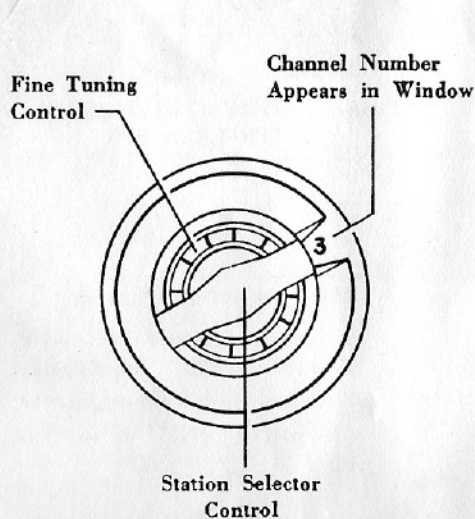 Fine Tuning
Control
Channel Number
Appears in Window
3
Station Selector
Control